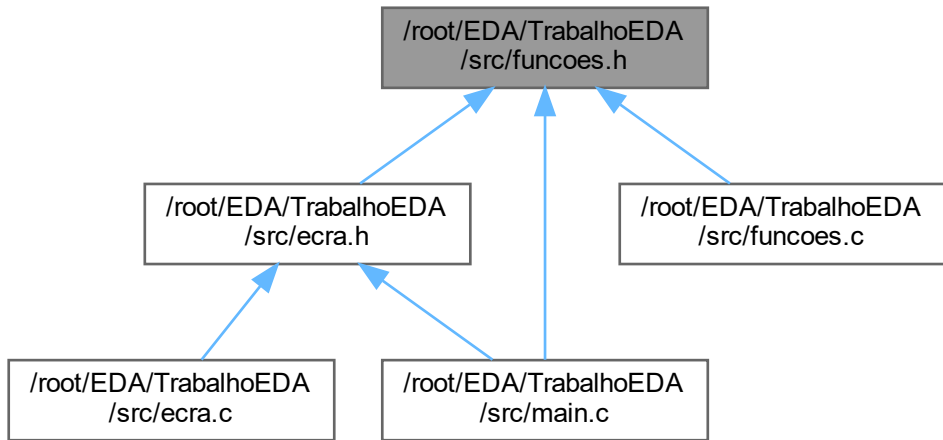 /root/EDA/TrabalhoEDA
/src/funcoes.h
/root/EDA/TrabalhoEDA
/src/ecra.h
/root/EDA/TrabalhoEDA
/src/funcoes.c
/root/EDA/TrabalhoEDA
/src/ecra.c
/root/EDA/TrabalhoEDA
/src/main.c